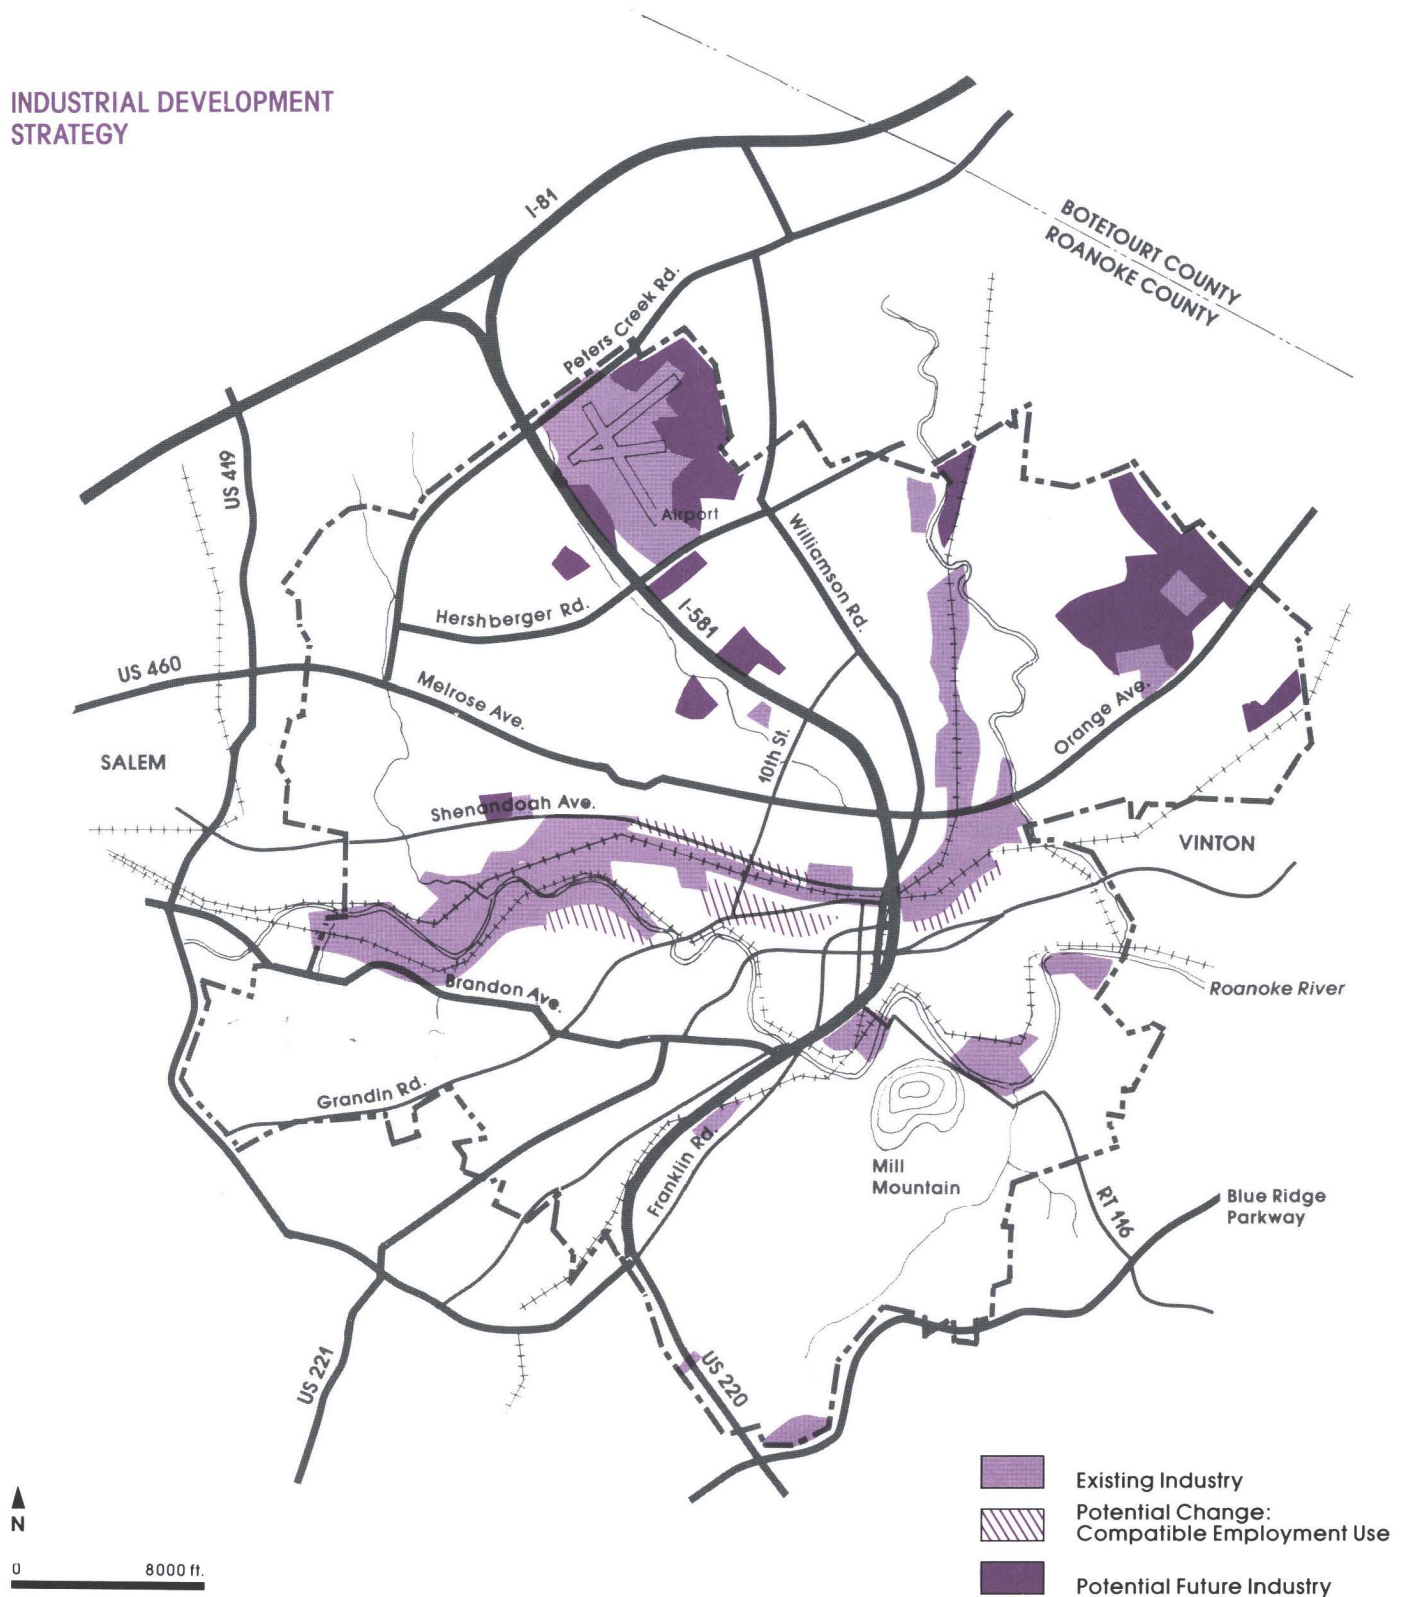 INDUSTRIAL DEVELOPMENT
STRATEGY
I-81
BOTETOURT COUNTY
ROANOKE COUNTY
Peters Creek Rd.
US 419
Airport
Williamson Rd.
Hershberger Rd.
I-581
US 460
Melrose Ave.
Orange Ave.
10th St.
SALEM
Shenandoah Ave.
VINTON
Brandon Ave.
Roanoke River
Grandin Rd.
Franklin Rd.
Mill
Mountain
RT 116
Blue Ridge
Parkway
US 221
US 220
Existing Industry
Potential Change:
Compatible Employment Use
Potential Future Industry
N
0 8000 ft.